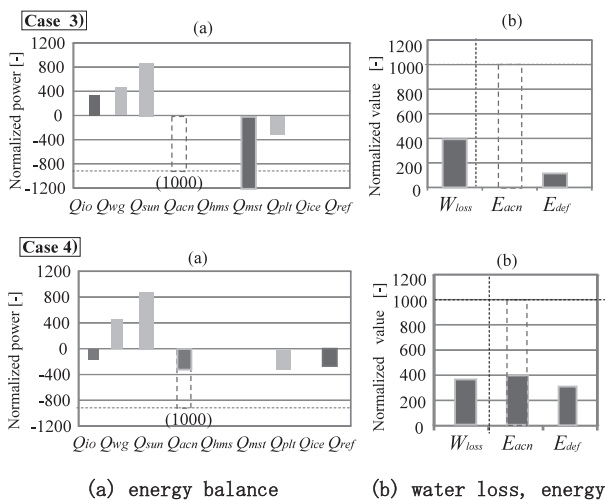 Case 3)
(a)
Normalized power [-]
1200
800
400
0
-400
-800
-1200
(1000)
Qio Qwg Qsun Qacn Qhms Qmst Qplt Qice Qref
(b)
Normalized value [-]
1200
1000
800
600
400
200
0
Wloss Eacn Edef
Case 4)
(a)
Normalized power [-]
1200
800
400
0
-400
-800
-1200
(1000)
Qio Qwg Qsun Qacn Qhms Qmst Qplt Qice Qref
(b)
Normalized value [-]
1200
1000
800
600
400
200
0
Wloss Eacn Edef
(a) energy balance
(b) water loss, energy